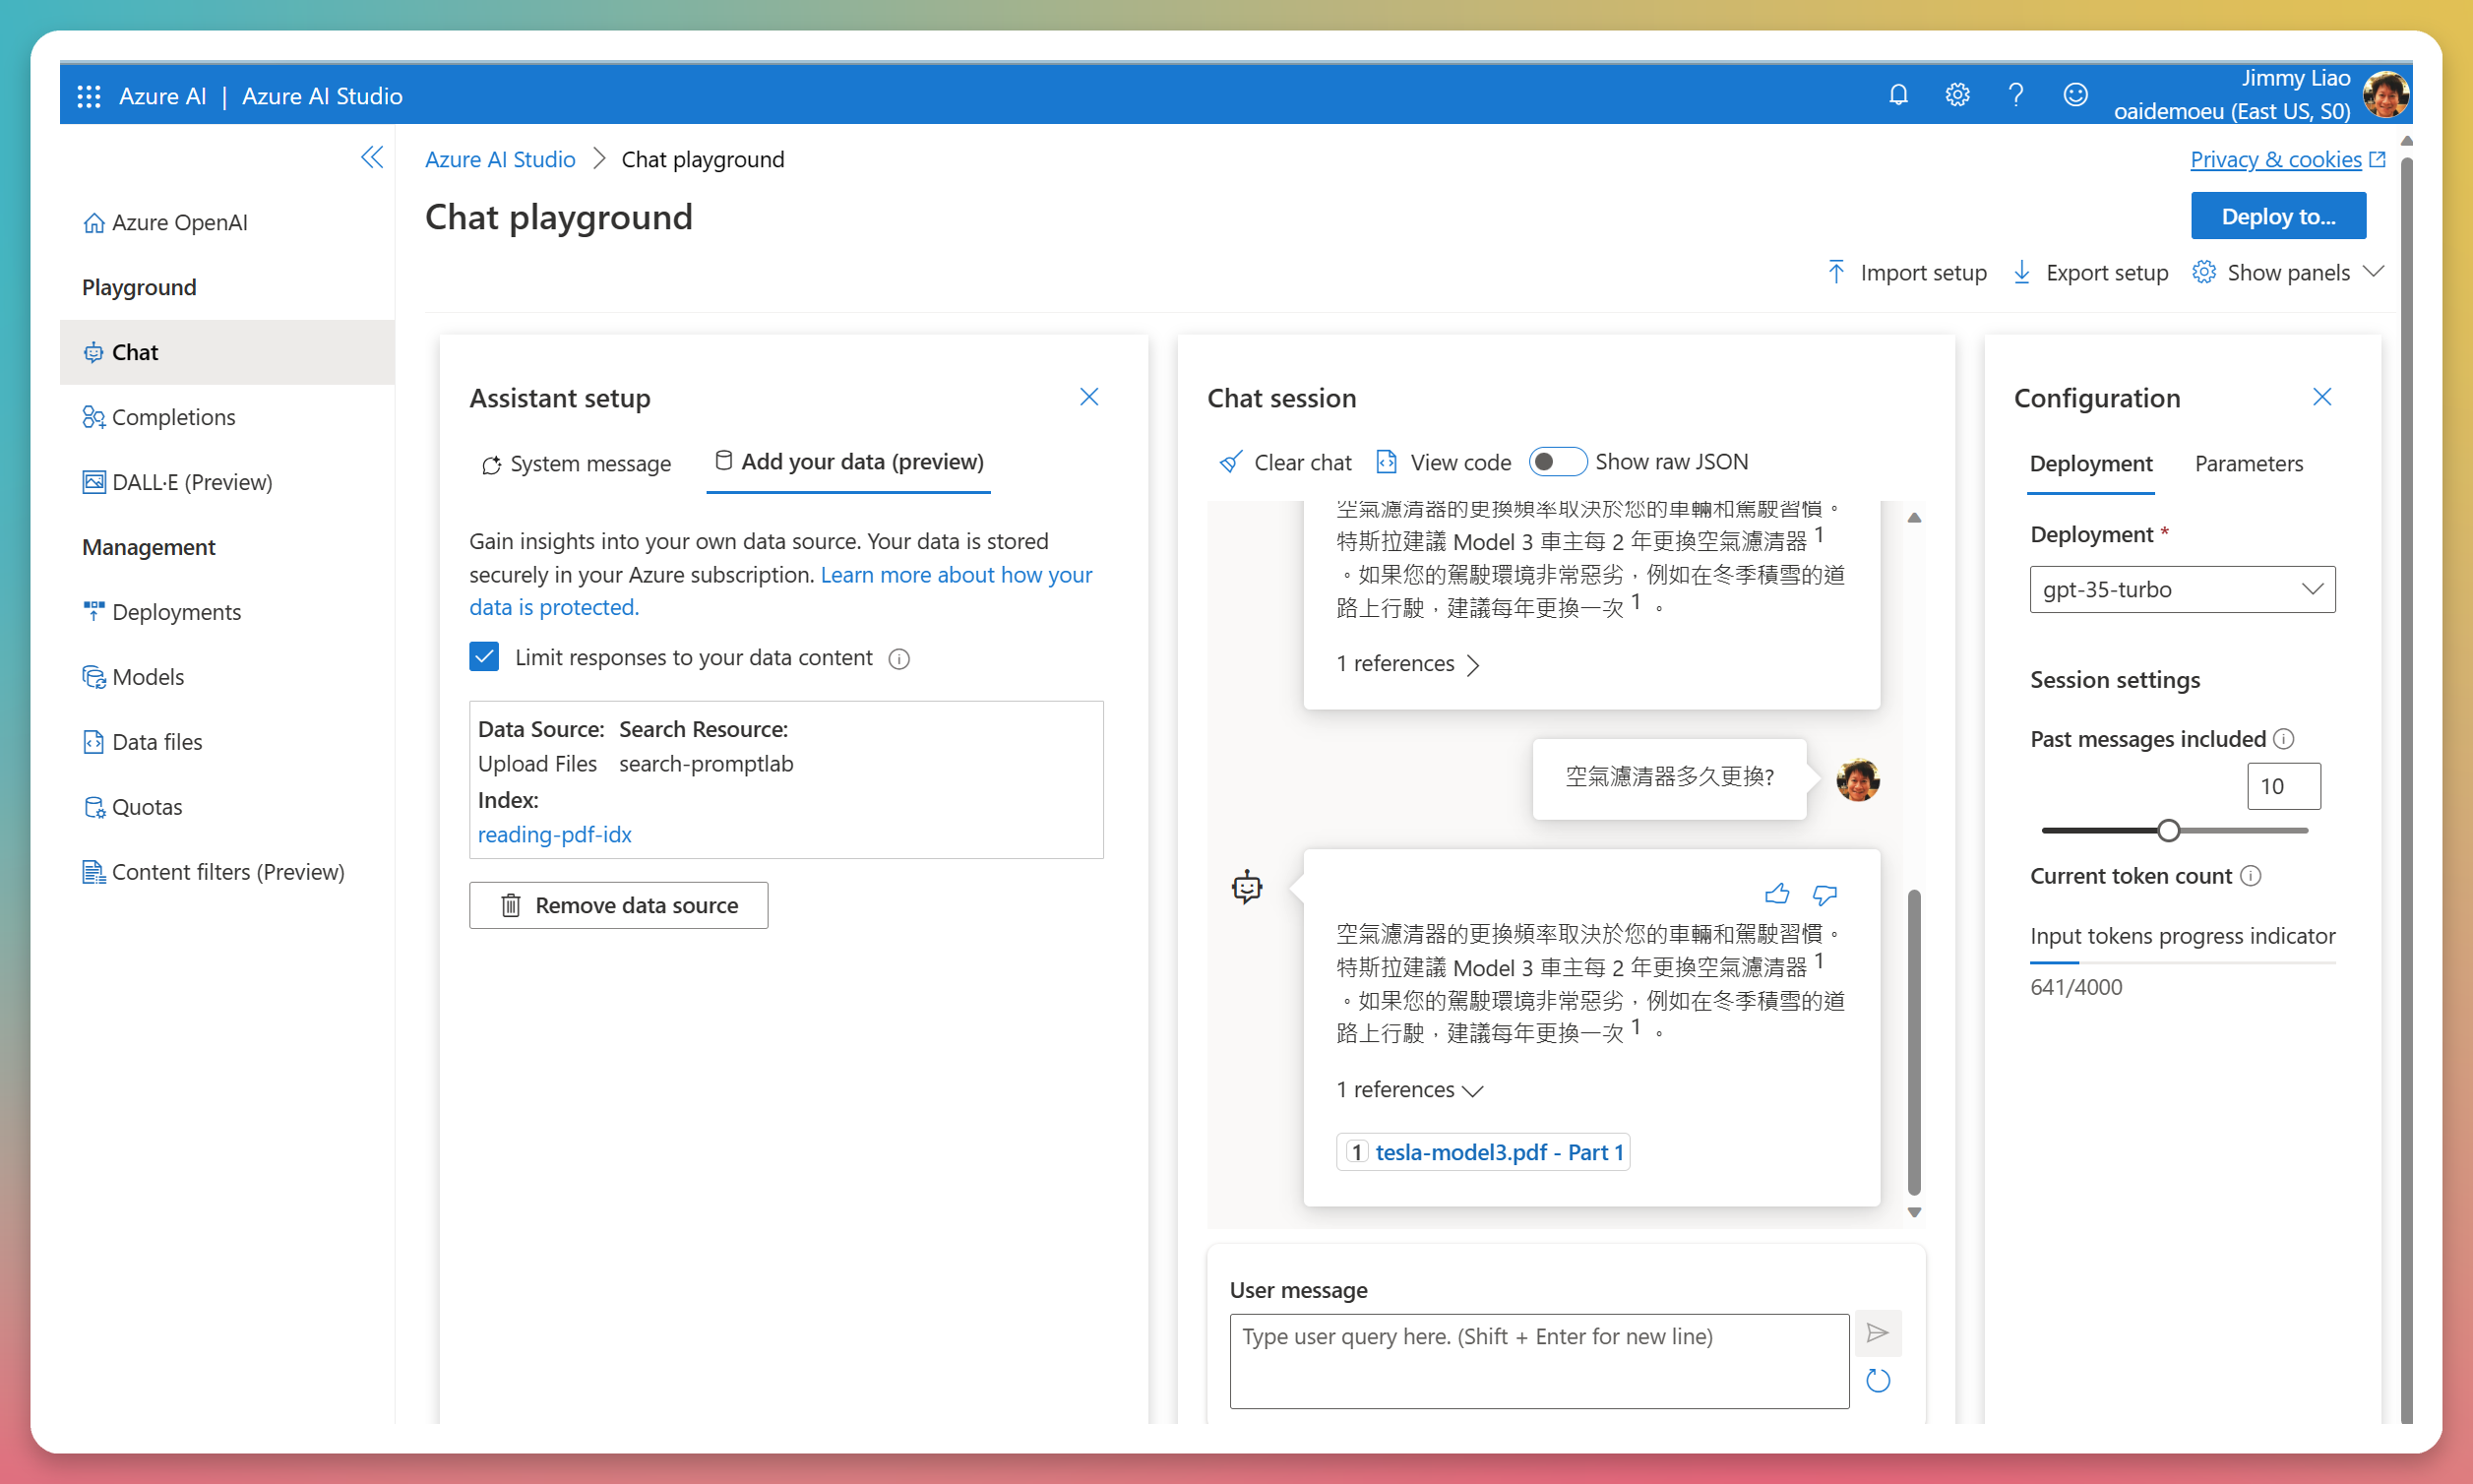 Azure AI | Azure AI Studio
Jimmy Liao
oaidemoeu (East US, S0)
Azure AI Studio > Chat playground
Privacy & cookies
Chat playground
Deploy to...
Import setup
Export setup
Show panels
Azure OpenAI
Playground
Chat
Completions
DALL·E (Preview)
Management
Deployments
Models
Data files
Quotas
Content filters (Preview)
Assistant setup
System message
Add your data (preview)
Gain insights into your own data source. Your data is stored
securely in your Azure subscription. Learn more about how your
data is protected.
Limit responses to your data content
Data Source: Search Resource:
Upload Files search-promptlab
Index:
reading-pdf-idx
Remove data source
Chat session
Clear chat
View code
Show raw JSON
空氣濾清器的更換頻率取決於您的車輛和駕駛習慣。
特斯拉建議 Model 3 車主每 2 年更換空氣濾清器 1
。如果您的駕駛環境非常惡劣，例如在冬季積雪的道
路上行駛，建議每年更換一次 1 。
1 references
空氣濾清器多久更換?
空氣濾清器的更換頻率取決於您的車輛和駕駛習慣。
特斯拉建議 Model 3 車主每 2 年更換空氣濾清器 1
。如果您的駕駛環境非常惡劣，例如在冬季積雪的道
路上行駛，建議每年更換一次 1 。
1 references
1 tesla-model3.pdf - Part 1
User message
Type user query here. (Shift + Enter for new line)
Configuration
Deployment
Parameters
Deployment *
gpt-35-turbo
Session settings
Past messages included
10
Current token count
Input tokens progress indicator
641/4000